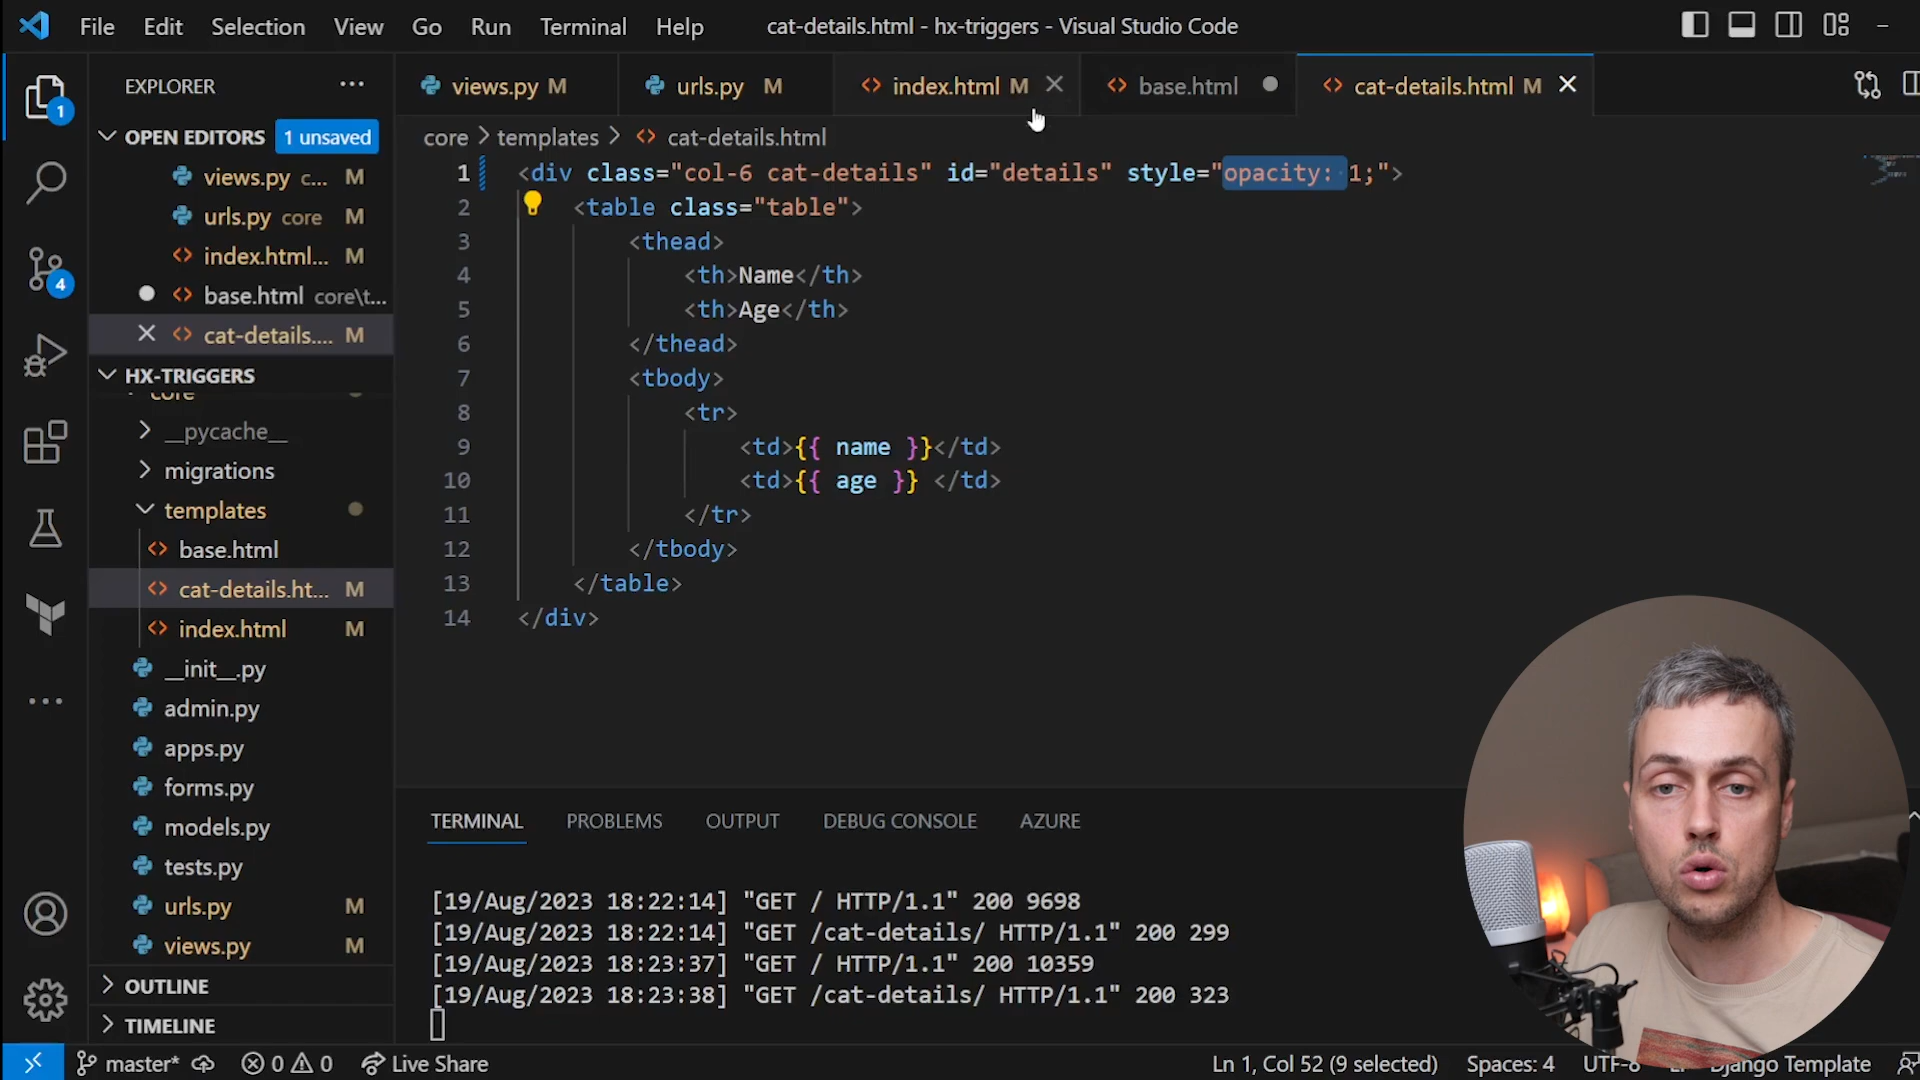 File Edit Selection View Go Run Terminal Help cat-details.html - hx-triggers - Visual Studio Code
EXPLORER
1
views.py M
urls.py M
index.html M
base.html
cat-details.html M
OPEN EDITORS 1 unsaved
views.py c... M
urls.py core M
index.html... M
base.html core\t...
cat-details.... M
HX-TRIGGERS
core
__pycache__
migrations
templates
base.html
cat-details.ht... M
index.html M
__init__.py
admin.py
apps.py
forms.py
models.py
tests.py
urls.py M
views.py M
OUTLINE
TIMELINE
4
core > templates > cat-details.html
1 <div class="col-6 cat-details" id="details" style="opacity: 1;">
2 <table class="table">
3 <thead>
4 <th>Name</th>
5 <th>Age</th>
6 </thead>
7 <tbody>
8 <tr>
9 <td>{{ name }}</td>
10 <td>{{ age }} </td>
11 </tr>
12 </tbody>
13 </table>
14 </div>
TERMINAL PROBLEMS OUTPUT DEBUG CONSOLE AZURE
[19/Aug/2023 18:22:14] "GET / HTTP/1.1" 200 9698
[19/Aug/2023 18:22:14] "GET /cat-details/ HTTP/1.1" 200 299
[19/Aug/2023 18:23:37] "GET / HTTP/1.1" 200 10359
[19/Aug/2023 18:23:38] "GET /cat-details/ HTTP/1.1" 200 323
master* 0 0 Live Share Ln 1, Col 52 (9 selected) Spaces: 4 UTF-8 Django Template